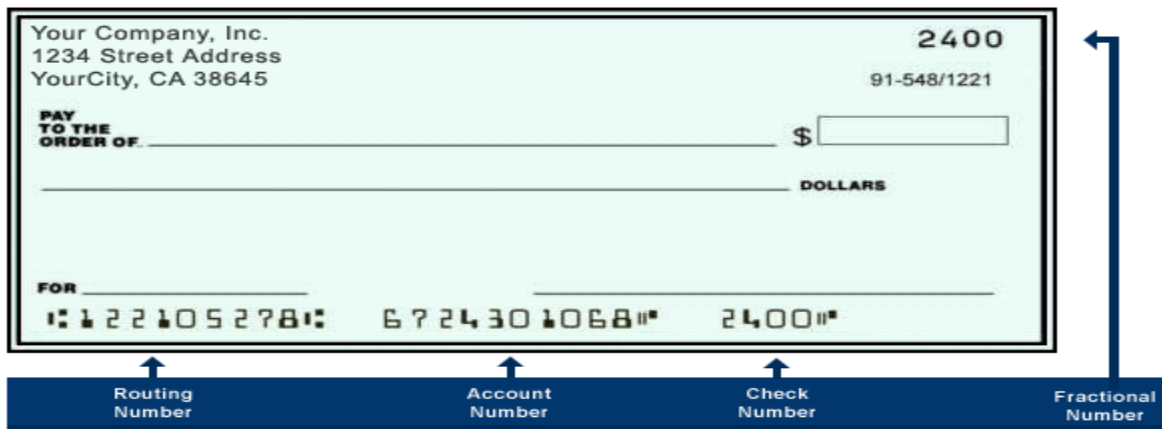 Your Company, Inc.
1234 Street Address
YourCity, CA 38645
2400
91-548/1221
PAY
TO THE
ORDER OF
$
DOLLARS
FOR
⑆122105278⑆ 6724301068⑈ 2400⑈
Routing
Number
Account
Number
Check
Number
Fractional
Number